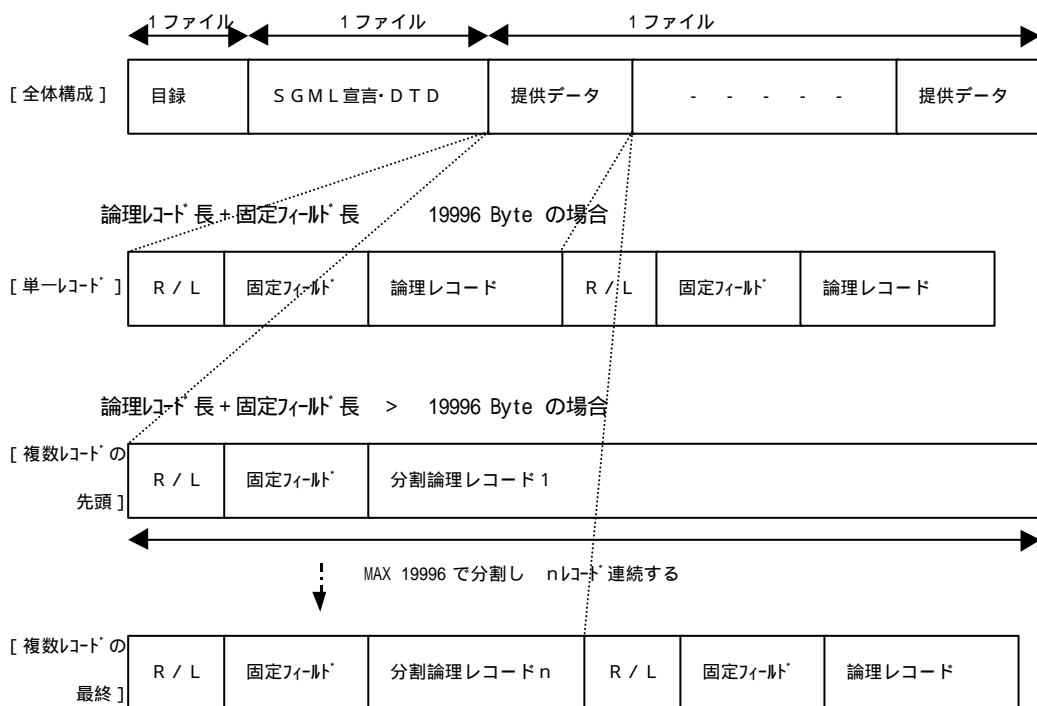 1ファイル 1ファイル 1ファイル
[全体構成] 目録 SGML宣言・DTD 提供データ - - - - - 提供データ
論理ﾚｺｰﾄﾞ長+固定ﾌｨｰﾙﾄﾞ長 19996 Byte の場合
[単一ﾚｺｰﾄﾞ] R/L 固定ﾌｨｰﾙﾄﾞ 論理レコード R/L 固定ﾌｨｰﾙﾄﾞ 論理レコード
論理ﾚｺｰﾄﾞ長+固定ﾌｨｰﾙﾄﾞ長 > 19996 Byte の場合
[複数ﾚｺｰﾄﾞの
先頭]
R/L 固定ﾌｨｰﾙﾄﾞ 分割論理レコード1
MAX 19996 で分割し nﾚｺｰﾄﾞ連続する
[複数ﾚｺｰﾄﾞの
最終]
R/L 固定ﾌｨｰﾙﾄﾞ 分割論理レコードn R/L 固定ﾌｨｰﾙﾄﾞ 論理レコード